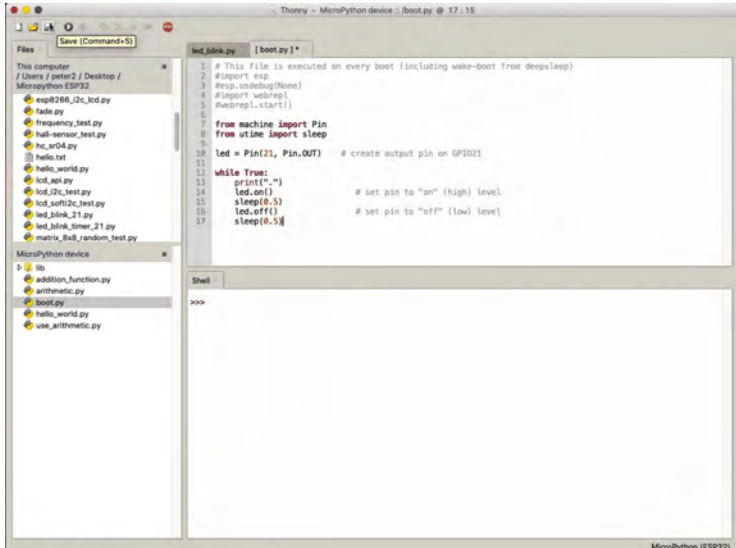 Thonny - MicroPython device :: /boot.py @ 17 : 15
Save (Command+S)
Files
This computer
/ Users / peter2 / Desktop /
Micropython ESP32
esp8266_i2c_lcd.py
fade.py
frequency_test.py
hall-sensor_test.py
hc_sr04.py
hello.txt
hello_world.py
lcd_api.py
lcd_i2c_test.py
lcd_softi2c_test.py
led_blink_21.py
led_blink_timer_21.py
matrix_8x8_random_test.py
MicroPython device
lib
addition_function.py
arithmetic.py
boot.py
hello_world.py
use_arithmetic.py
led_blink.py
[ boot.py ] *
1 # This file is executed on every boot (including wake-boot from deepsleep)
2 #import esp
3 #esp.osdebug(None)
4 #import webrepl
5 #webrepl.start()
6
7 from machine import Pin
8 from utime import sleep
9
10 led = Pin(21, Pin.OUT) # create output pin on GPIO21
11
12 while True:
13 print(".")
14 led.on() # set pin to "on" (high) level
15 sleep(0.5)
16 led.off() # set pin to "off" (low) level
17 sleep(0.5)
Shell
>>>
MicroPython (ESP32)